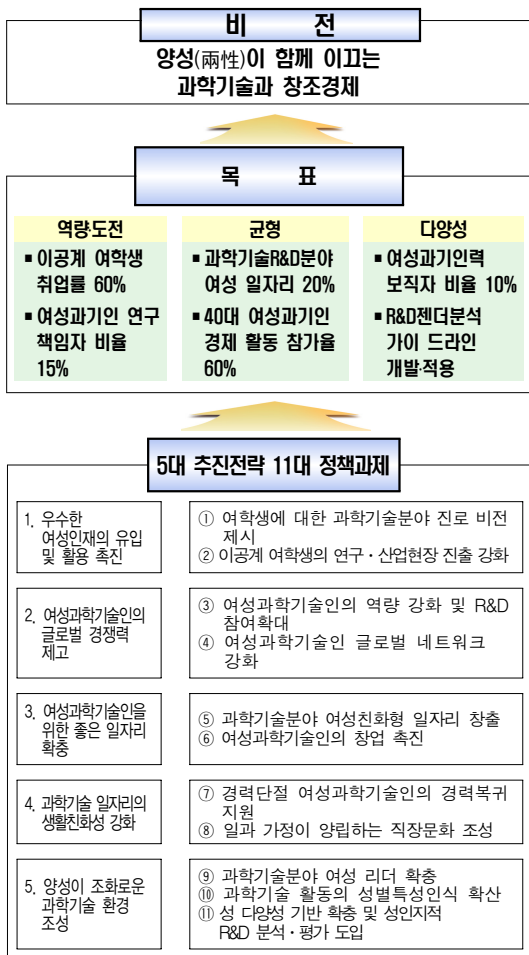 비 전
양성(兩性)이 함께 이끄는
과학기술과 창조경제
목 표
역량도전
■ 이공계 여학생
취업률 60%
■ 여성과기인 연구
책임자 비율
15%
균형
■ 과학기술R&D분야
여성 일자리 20%
■ 40대 여성과기인
경제 활동 참가율
60%
다양성
■ 여성과기인력
보직자 비율 10%
■ R&D젠더분석
가이 드라인
개발·적용
5대 추진전략 11대 정책과제
1. 우수한
여성인재의 유입
및 활용 촉진
① 여학생에 대한 과학기술분야 진로 비전
제시
② 이공계 여학생의 연구·산업현장 진출 강화
2. 여성과학기술인의
글로벌 경쟁력
제고
③ 여성과학기술인의 역량 강화 및 R&D
참여확대
④ 여성과학기술인 글로벌 네트워크
강화
3. 여성과학기술인을
위한 좋은 일자리
확충
⑤ 과학기술분야 여성친화형 일자리 창출
⑥ 여성과학기술인의 창업 촉진
4. 과학기술 일자리의
생활친화성 강화
⑦ 경력단절 여성과학기술인의 경력복귀
지원
⑧ 일과 가정이 양립하는 직장문화 조성
5. 양성이 조화로운
과학기술 환경
조성
⑨ 과학기술분야 여성 리더 확충
⑩ 과학기술 활동의 성별특성인식 확산
⑪ 성 다양성 기반 확충 및 성인지적
R&D 분석·평가 도입